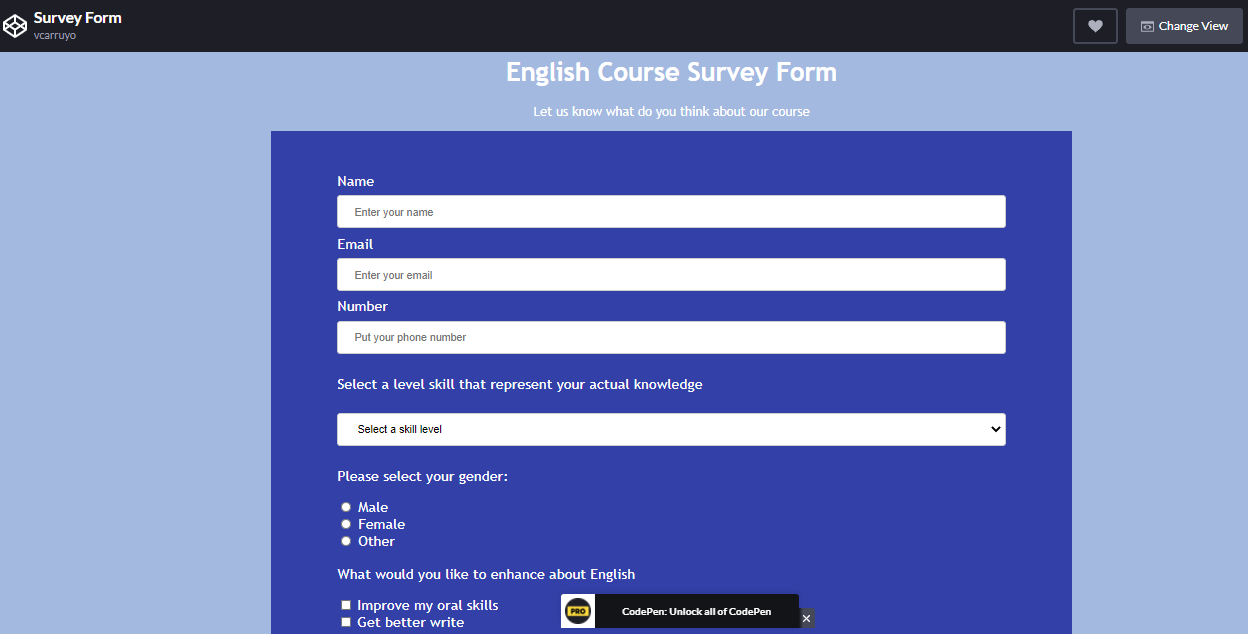 Survey Form
vcarruyo
Change View
English Course Survey Form
Let us know what do you think about our course
Name
Enter your name
Email
Enter your email
Number
Put your phone number
Select a level skill that represent your actual knowledge
Select a skill level
Please select your gender:
Male
Female
Other
What would you like to enhance about English
Improve my oral skills
Get better write
PRO
CodePen: Unlock all of CodePen